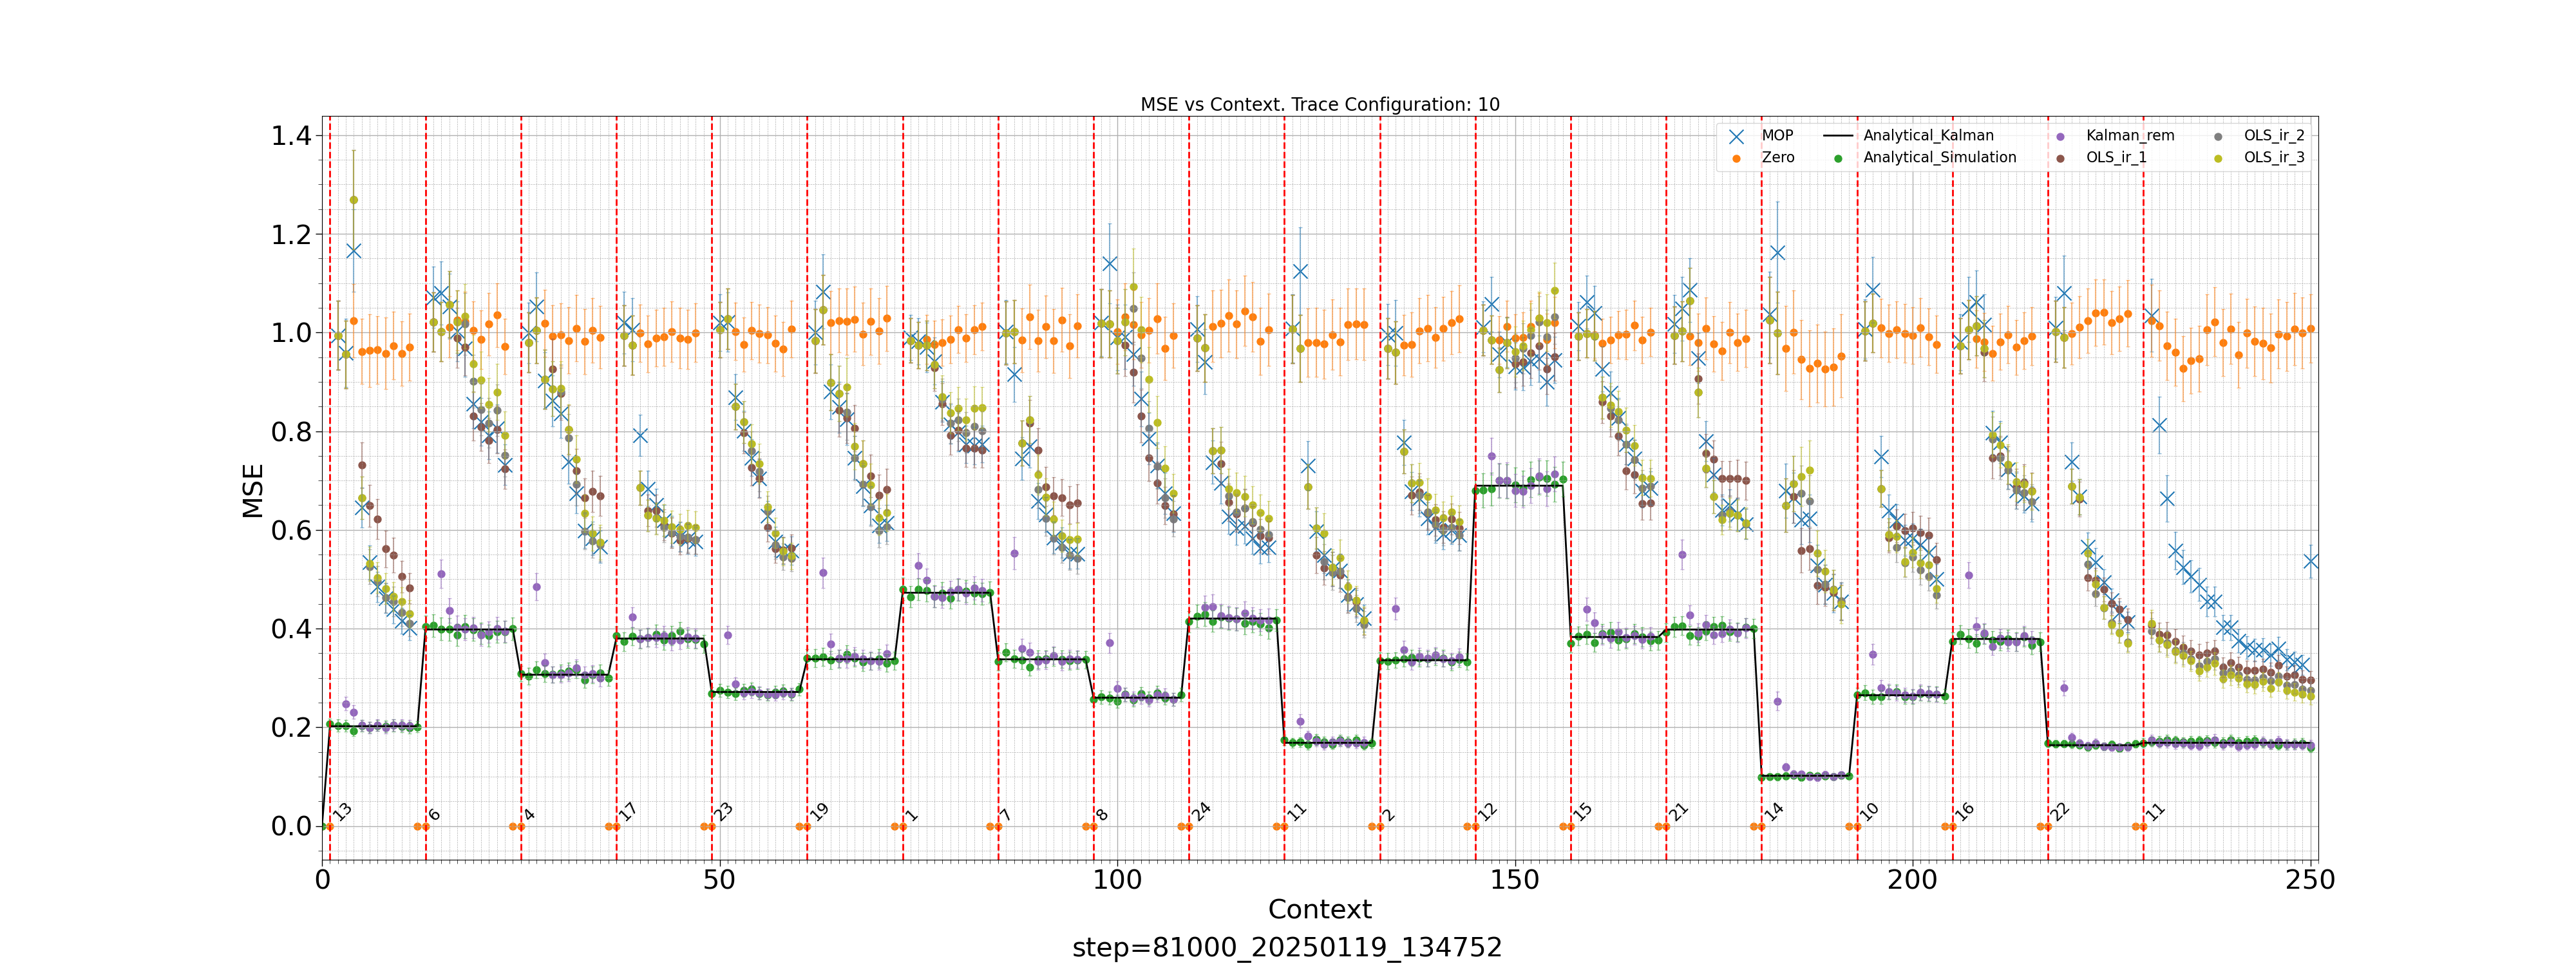 MSE vs Context. Trace Configuration: 10
MOP
Zero
Analytical_Kalman
Analytical_Simulation
Kalman_rem
OLS_ir_1
OLS_ir_2
OLS_ir_3
1.4
1.2
1.0
0.8
0.6
0.4
0.2
0.0
MSE
13
6
4
17
23
19
1
7
8
24
11
2
12
15
21
14
10
16
22
11
0
50
100
150
200
250
Context
step=81000_20250119_134752